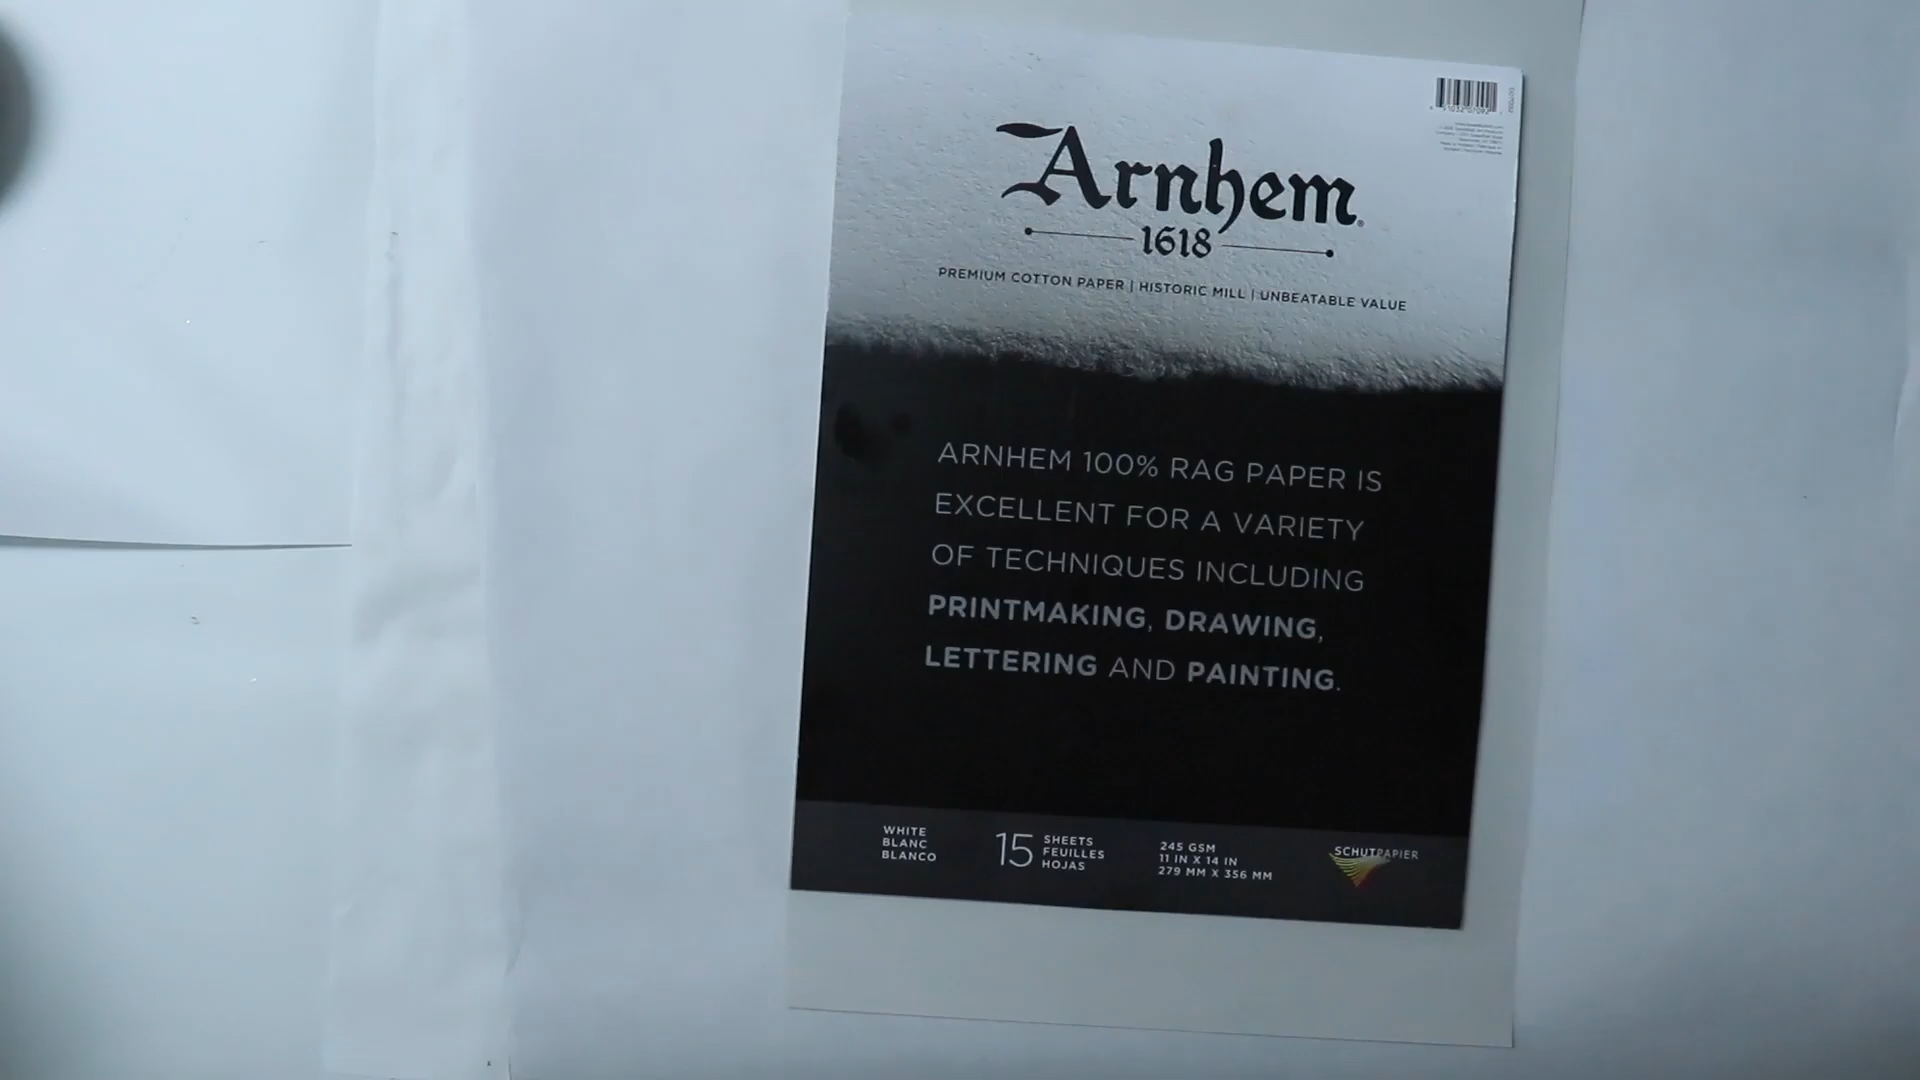 Arnhem®
1618
PREMIUM COTTON PAPER | HISTORIC MILL | UNBEATABLE VALUE
ARNHEM 100% RAG PAPER IS
EXCELLENT FOR A VARIETY
OF TECHNIQUES INCLUDING
PRINTMAKING, DRAWING,
LETTERING AND PAINTING.
WHITE
BLANC
BLANCO
15 SHEETS
FEUILLES
HOJAS
245 GSM
11 IN X 14 IN
279 MM X 356 MM
SCHUTPAPIER